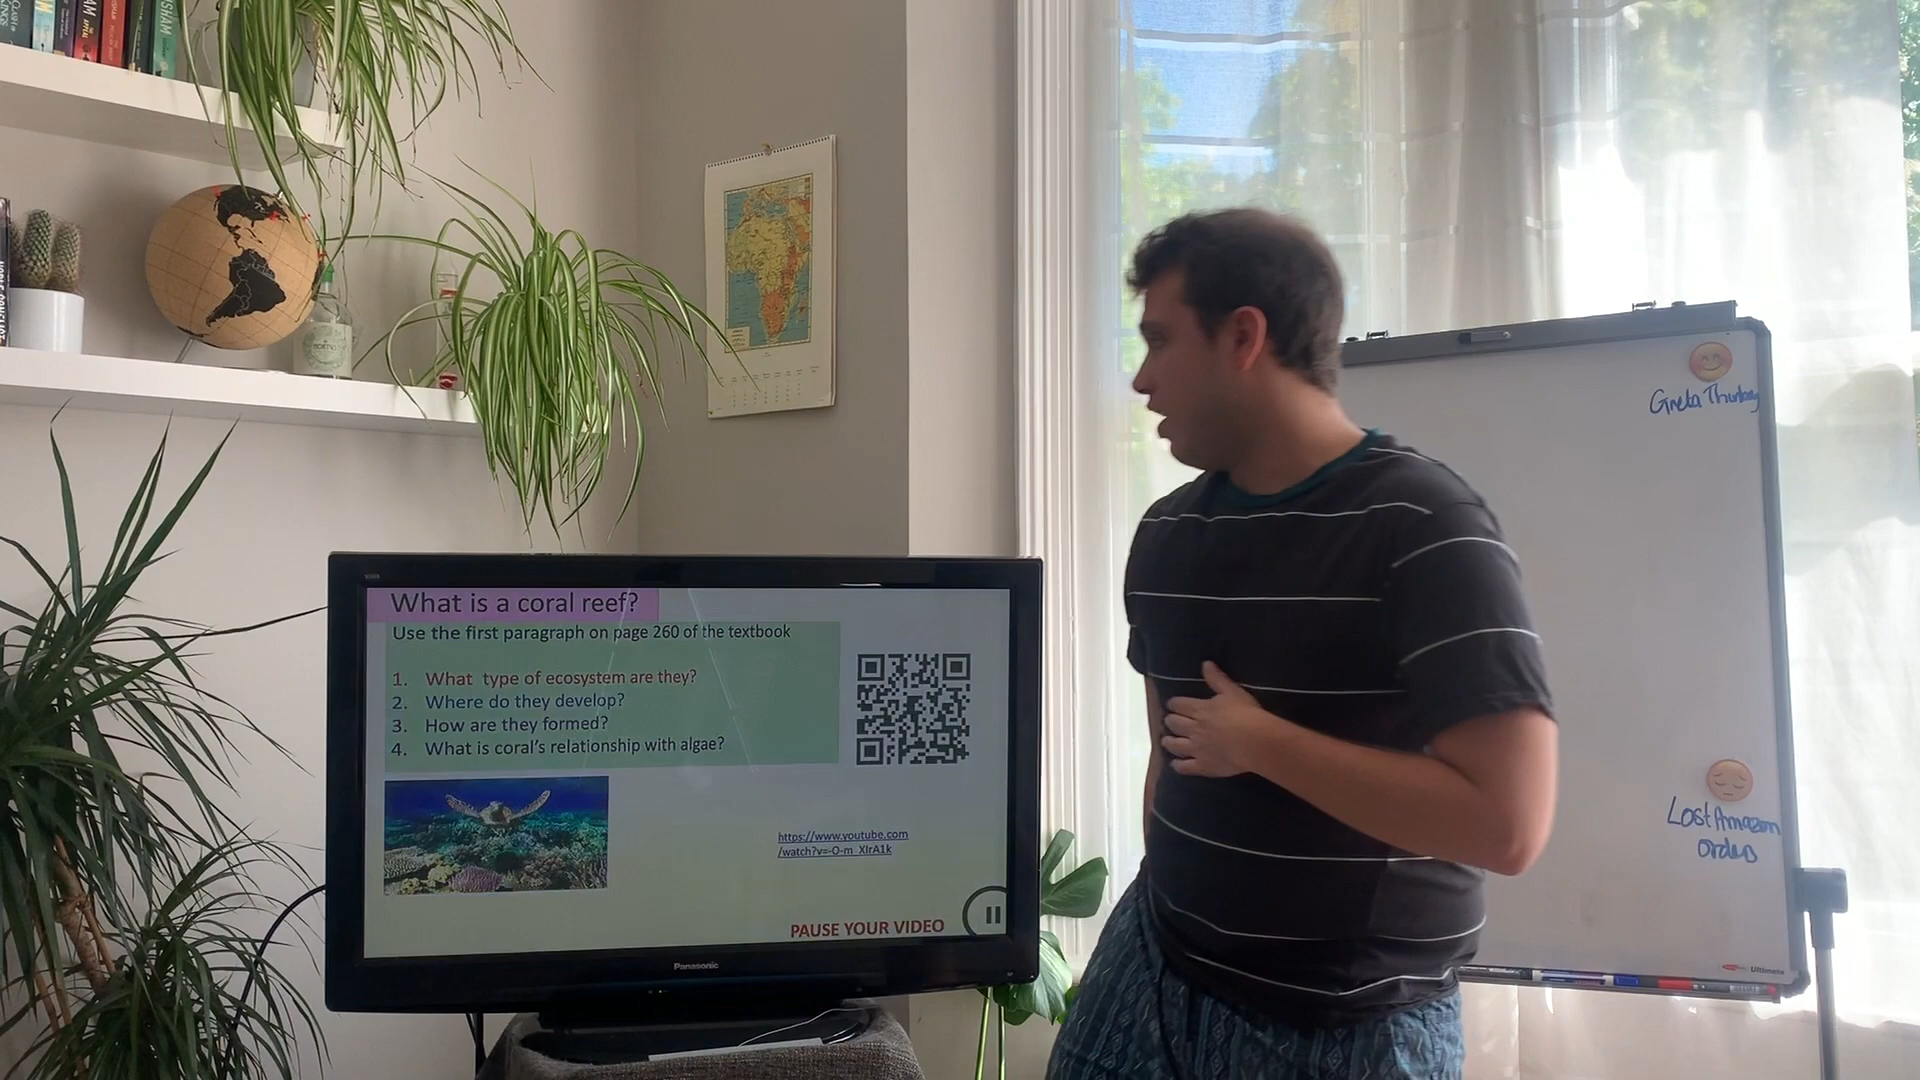 What is a coral reef?
Use the first paragraph on page 260 of the textbook
1. What type of ecosystem are they?
2. Where do they develop?
3. How are they formed?
4. What is coral's relationship with algae?
https://www.youtube.com
/watch?v=-O-m_XIrA1k
PAUSE YOUR VIDEO
Panasonic
Greta Thunberg
Lost Amazon
orders
Ultimate